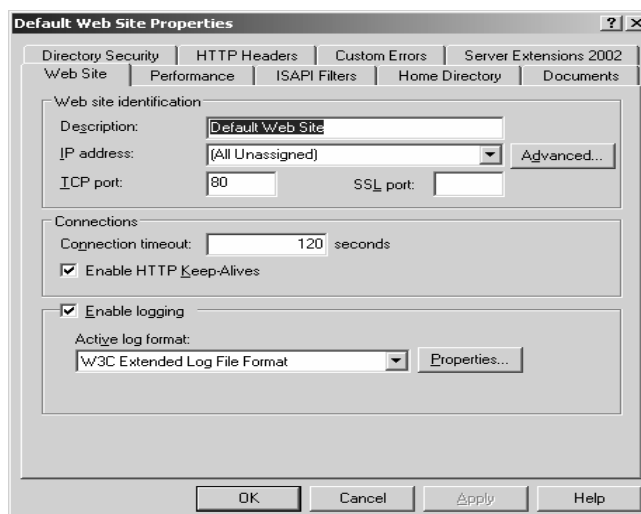 Default Web Site Properties
Directory Security HTTP Headers Custom Errors Server Extensions 2002
Web Site Performance ISAPI Filters Home Directory Documents
Web site identification
Description: Default Web Site
IP address: (All Unassigned) Advanced...
TCP port: 80 SSL port:
Connections
Connection timeout: 120 seconds
Enable HTTP Keep-Alives
Enable logging
Active log format:
W3C Extended Log File Format Properties...
OK Cancel Apply Help